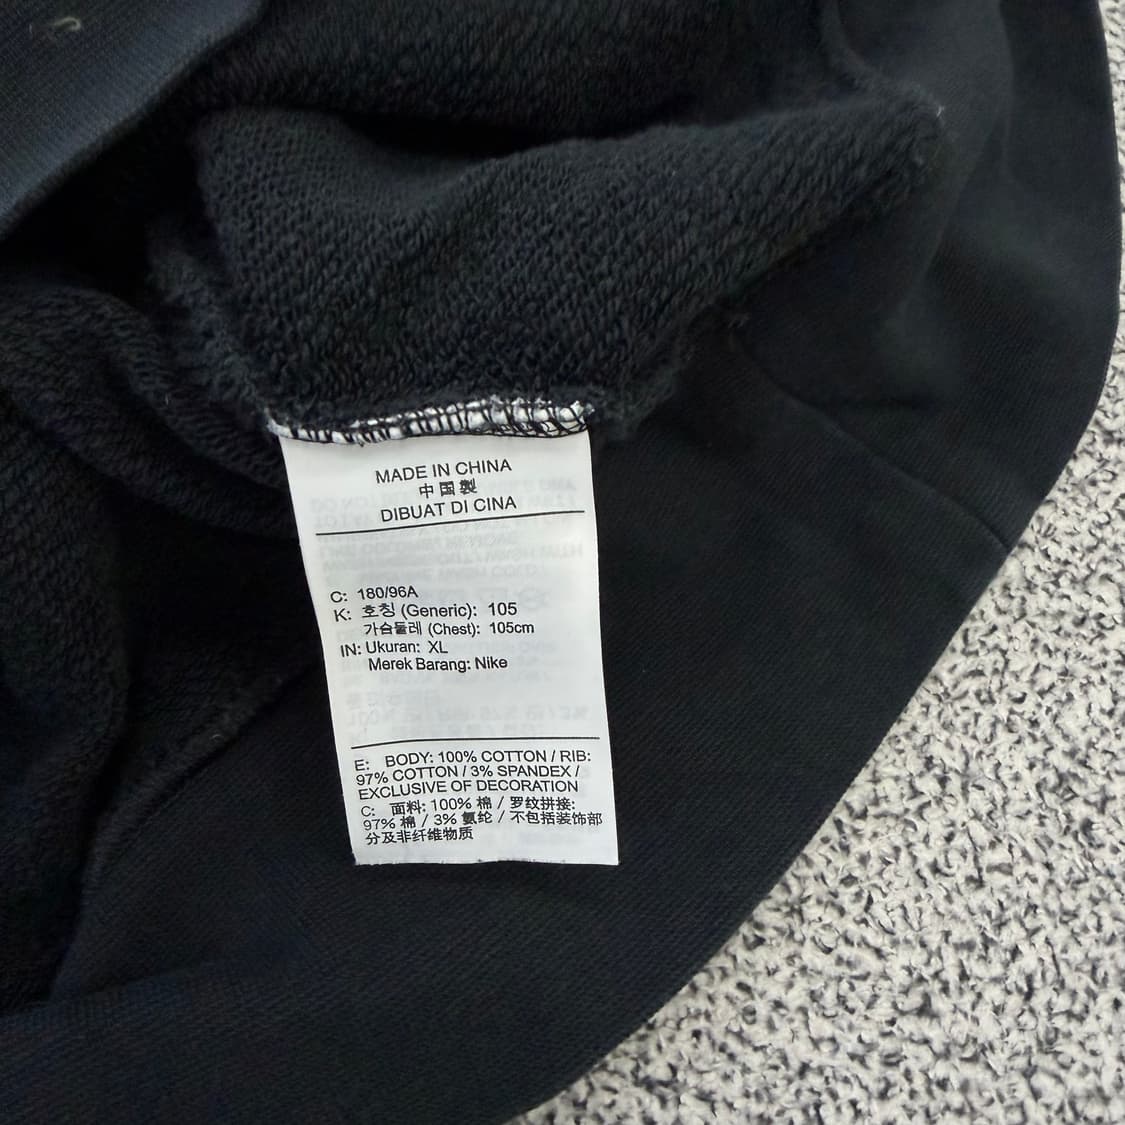 MADE IN CHINA
中国製
DIBUAT DI CINA
C: 180/96A
K: 호칭 (Generic): 105
가슴둘레 (Chest): 105cm
IN: Ukuran: XL
Merek Barang: Nike
E: BODY: 100% COTTON / RIB:
97% COTTON / 3% SPANDEX /
EXCLUSIVE OF DECORATION
C: 面料: 100% 棉 / 罗纹拼接:
97% 棉 / 3% 氨纶 / 不包括装饰部
分及非纤维物质